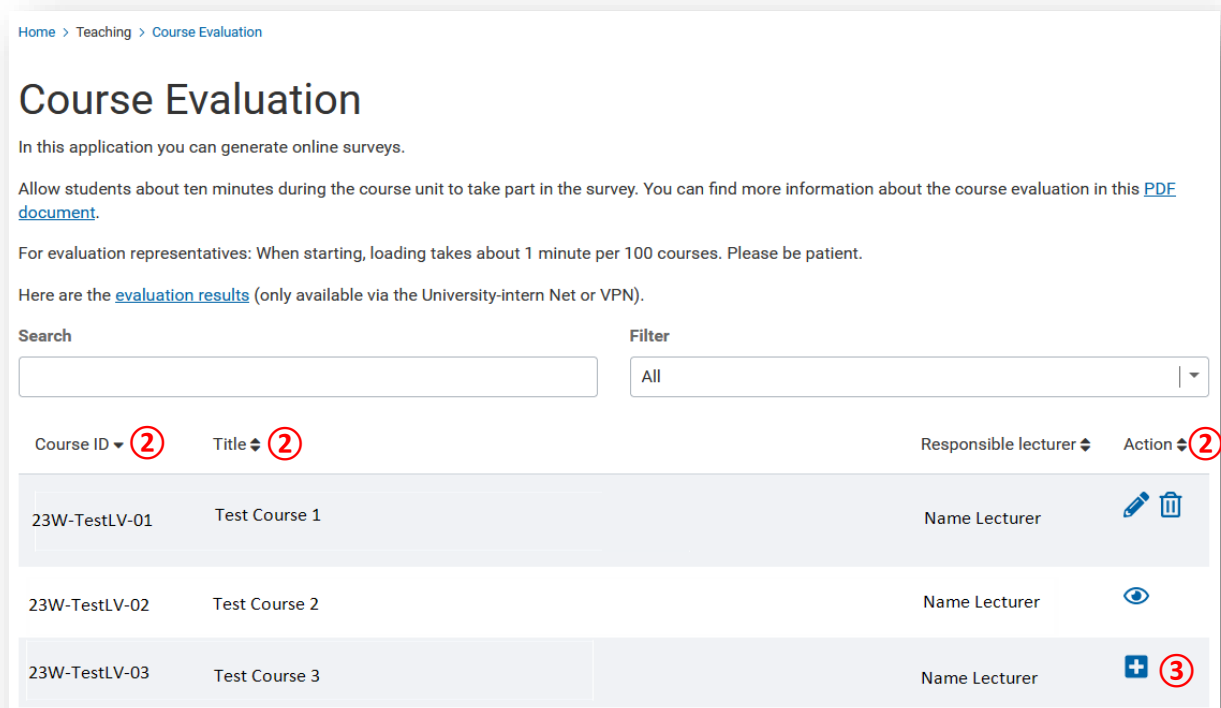 Home > Teaching > Course Evaluation
Course Evaluation
In this application you can generate online surveys.
Allow students about ten minutes during the course unit to take part in the survey. You can find more information about the course evaluation in this PDF
document.
For evaluation representatives: When starting, loading takes about 1 minute per 100 courses. Please be patient.
Here are the evaluation results (only available via the University-intern Net or VPN).
Search Filter
All
Course ID ② Title ② Responsible lecturer Action ②
23W-TestLV-01 Test Course 1 Name Lecturer
23W-TestLV-02 Test Course 2 Name Lecturer
23W-TestLV-03 Test Course 3 Name Lecturer ③